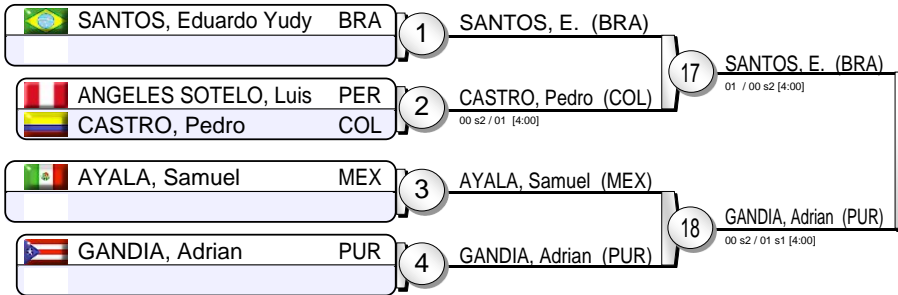 SANTOS, Eduardo Yudy BRA
1
SANTOS, E. (BRA)
17
SANTOS, E. (BRA)
01 / 00 s2 [4:00]
ANGELES SOTELO, Luis PER
CASTRO, Pedro COL
2
CASTRO, Pedro (COL)
00 s2 / 01 [4:00]
AYALA, Samuel MEX
3
AYALA, Samuel (MEX)
18
GANDIA, Adrian (PUR)
00 s2 / 01 s1 [4:00]
GANDIA, Adrian PUR
4
GANDIA, Adrian (PUR)